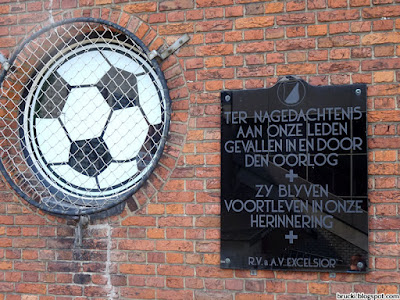 TER NAGEDACHTENIS
AAN ONZE LEDEN
GEVALLEN IN EN DOOR
DEN OORLOG
ZY BLYVEN
VOORTLEVEN IN ONZE
HERINNERING
R.V. & A.V. EXCELSIOR
brucki.blogspot.com